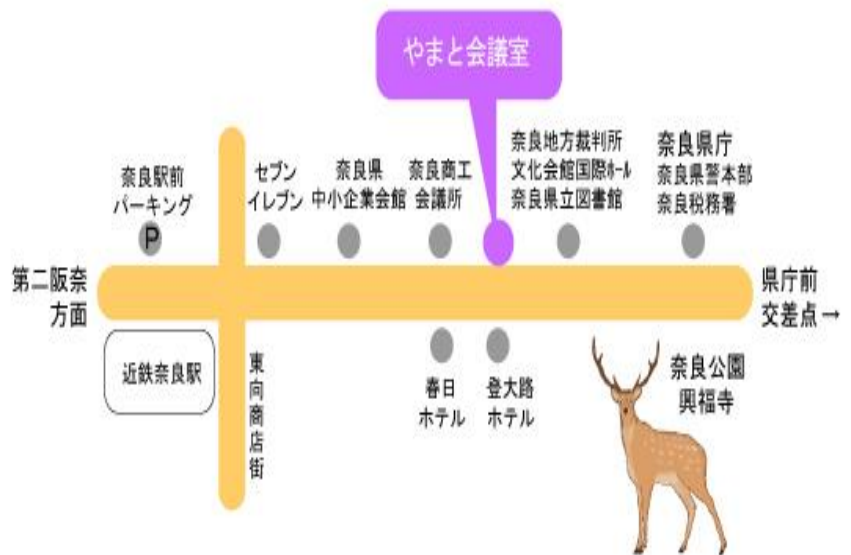 やまと会議室
奈良駅前
パーキング
P
セブン
イレブン
奈良県
中小企業会館
奈良商工
会議所
奈良地方裁判所
文化会館国際ホール
奈良県立図書館
奈良県庁
奈良県警本部
奈良税務署
第二阪奈
方面
県庁前
交差点→
近鉄奈良駅
東向商店街
春日
ホテル
登大路
ホテル
奈良公園
興福寺